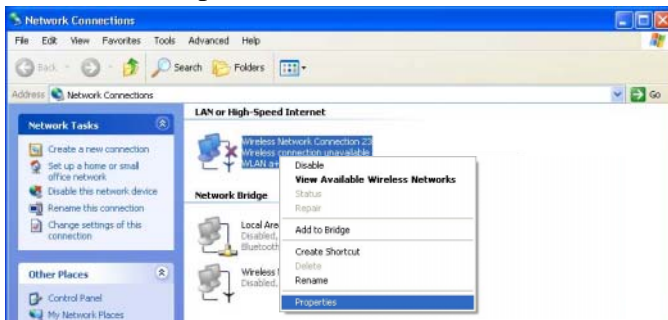 Network Connections
File Edit View Favorites Tools Advanced Help
Back Search Folders
Address Network Connections Go
Network Tasks
Create a new connection
Set up a home or small
office network
Disable this network device
Rename this connection
Change settings of this
connection
Other Places
Control Panel
My Network Places
LAN or High-Speed Internet
Wireless Network Connection 23
Wireless connection unavailable
WLAN a+
Network Bridge
Local Are
Disabled,
Bluetooth
Wireless
Disabled,
Disable
View Available Wireless Networks
Status
Repair
Add to Bridge
Create Shortcut
Delete
Rename
Properties